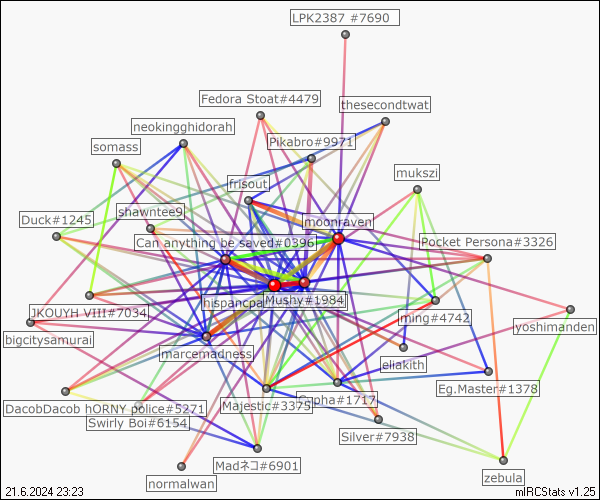 LPK2387 #7690
Fedora Stoat#4479
thesecondtwat
neokingghidorah
Pikabro#9971
somass
mukszi
frisout
shawntee9
Duck#1245
moonraven
Can anything be saved#0396
Pocket Persona#3326
hispancpa
Mushy#1984
JKOUYH VIII#7034
ming#4742
yoshimanden
bigcitysamurai
marcemadness
eliakith
Eg.Master#1378
DacobDacob hORNY police#5271
Majestic#3375
#1717
Swirly Boi#6154
Silver#7938
Madネコ#6901
normalwan
zebula
21.6.2024 23:23
mIRCStats v1.25